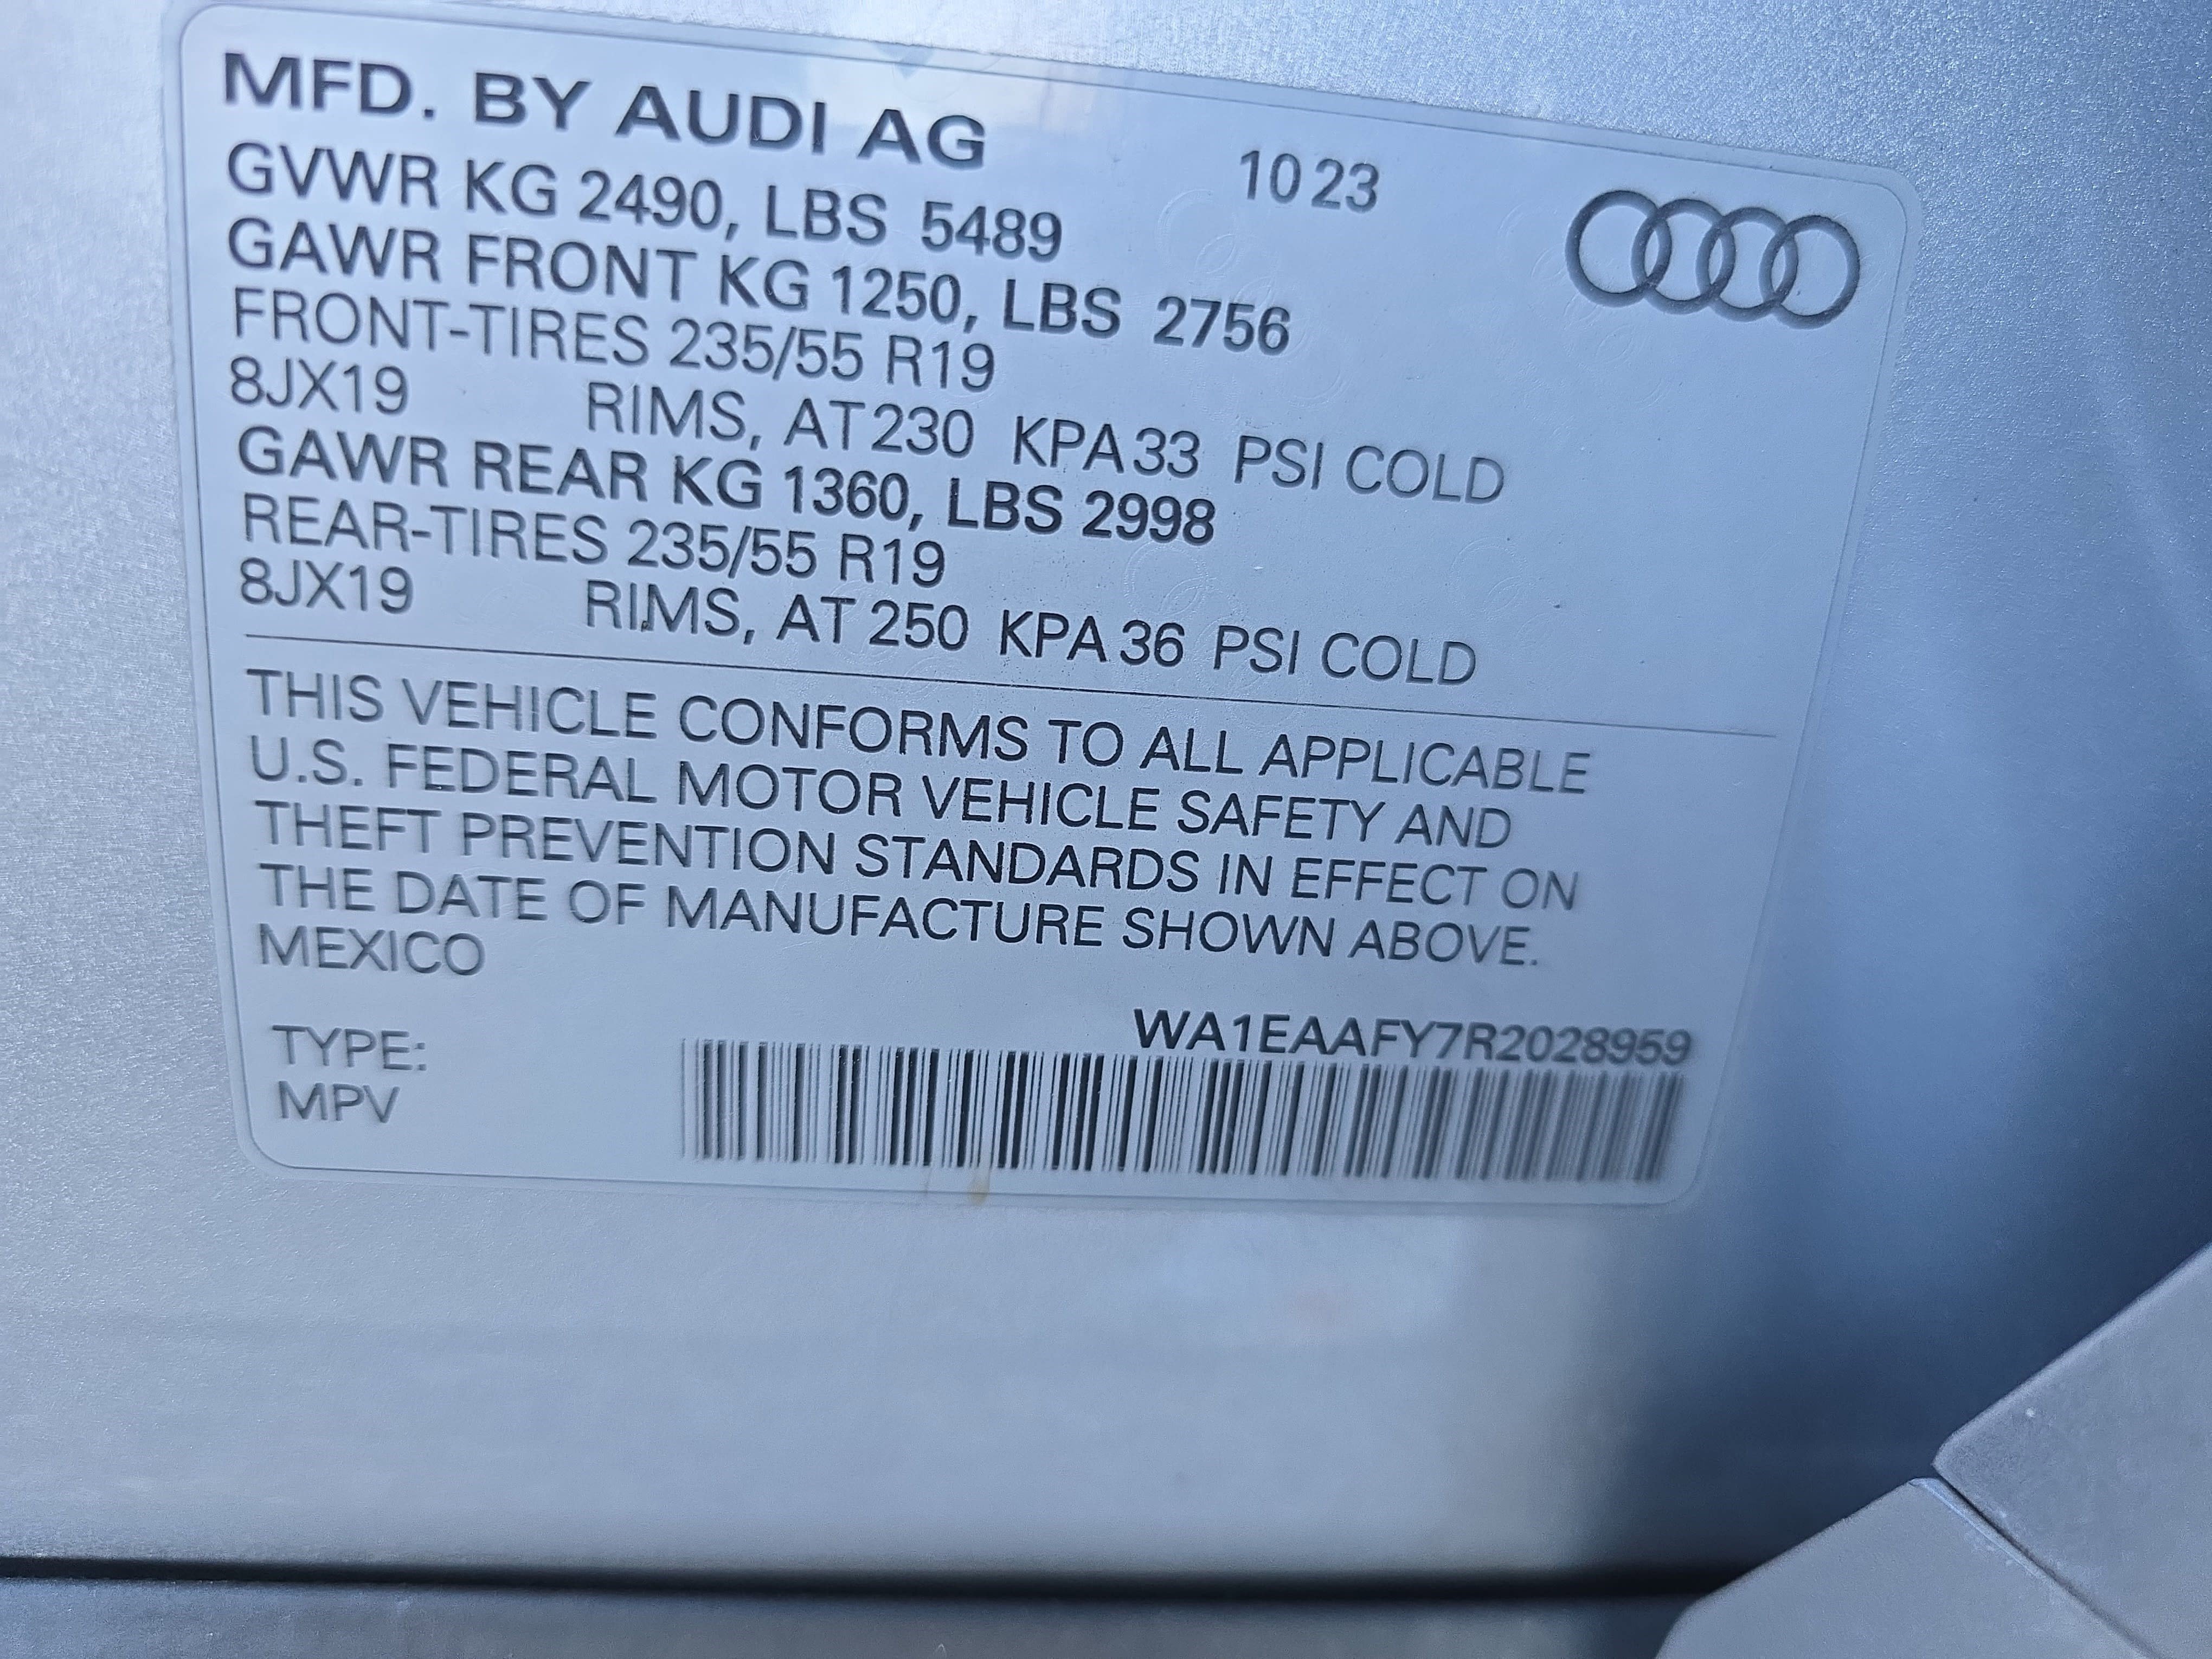 MFD. BY AUDI AG 10 23
GVWR KG 2490, LBS 5489
GAWR FRONT KG 1250, LBS 2756
FRONT-TIRES 235/55 R19
8JX19 RIMS, AT 230 KPA 33 PSI COLD
GAWR REAR KG 1360, LBS 2998
REAR-TIRES 235/55 R19
8JX19 RIMS, AT 250 KPA 36 PSI COLD
THIS VEHICLE CONFORMS TO ALL APPLICABLE
U.S. FEDERAL MOTOR VEHICLE SAFETY AND
THEFT PREVENTION STANDARDS IN EFFECT ON
THE DATE OF MANUFACTURE SHOWN ABOVE.
MEXICO
WA1EAAFY7R2028959
TYPE:
MPV